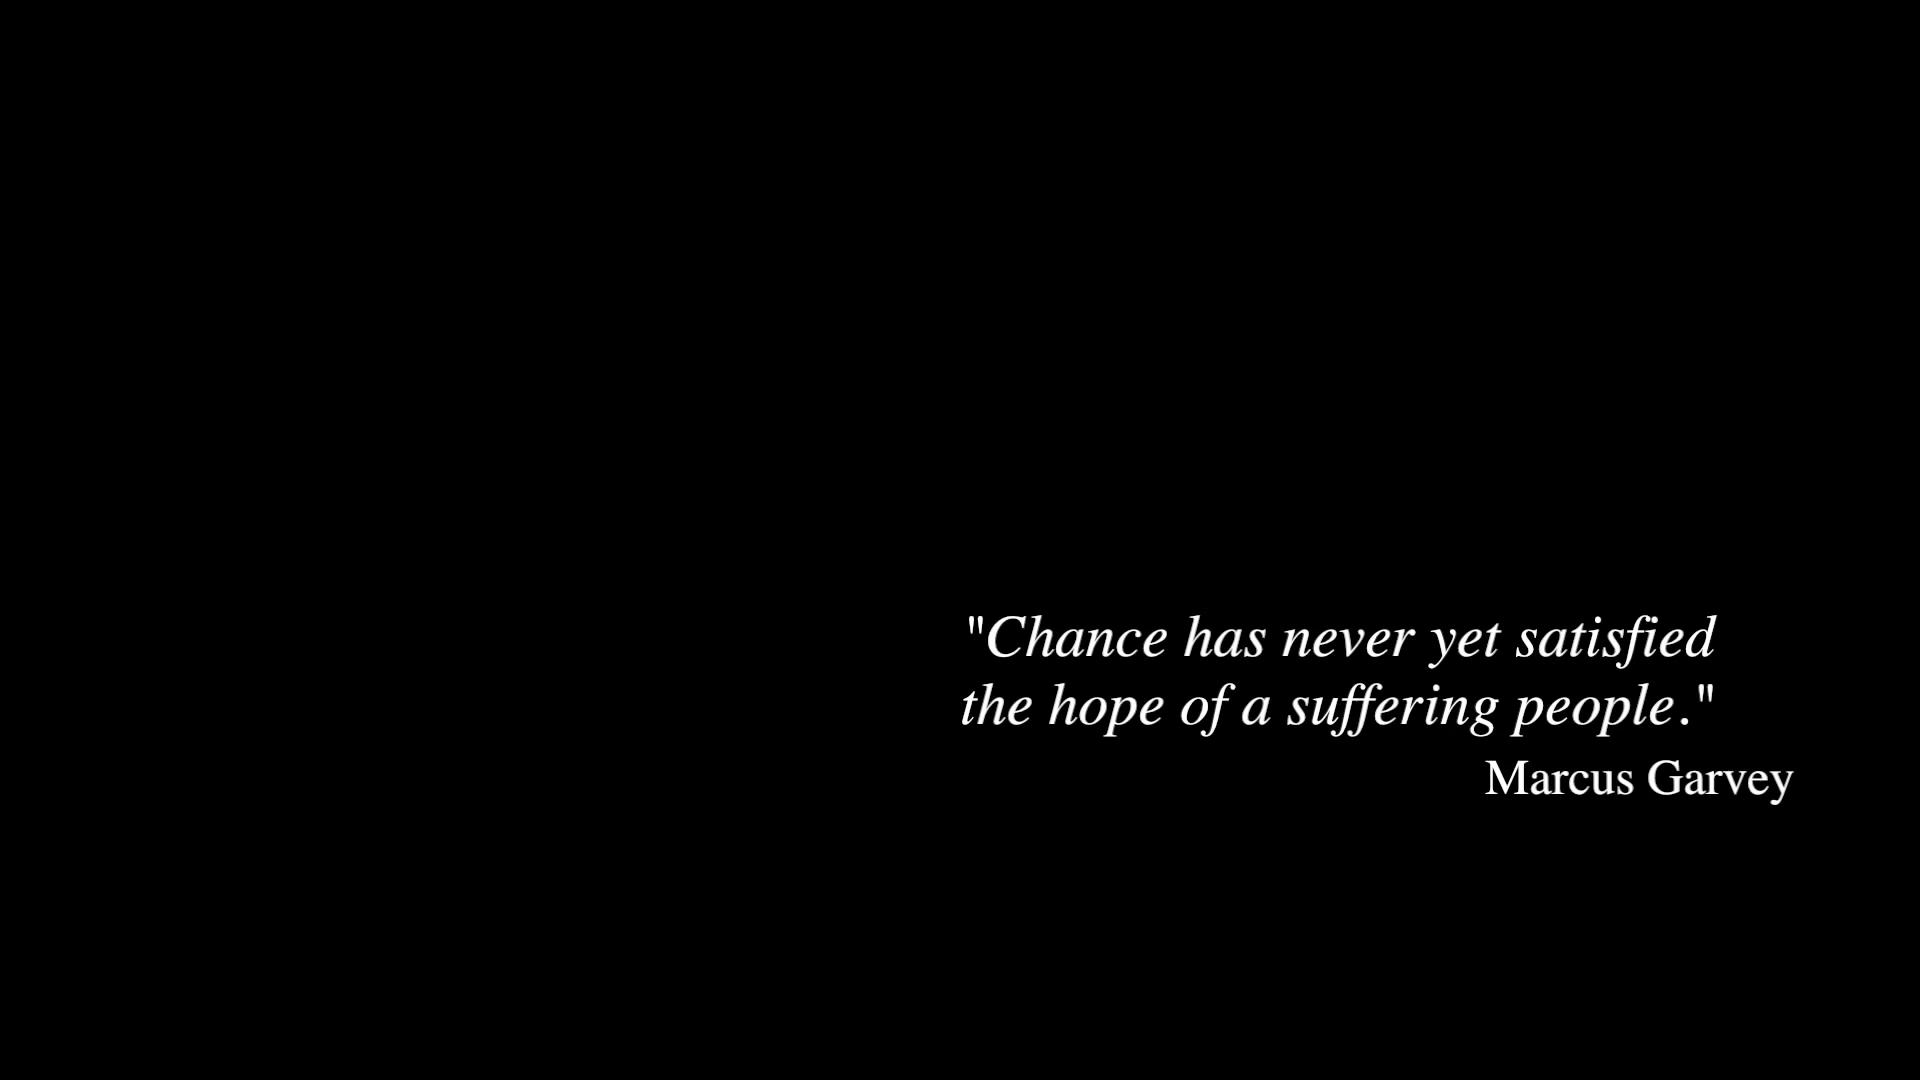 "Chance has never yet satisfied
the hope of a suffering people."
Marcus Garvey